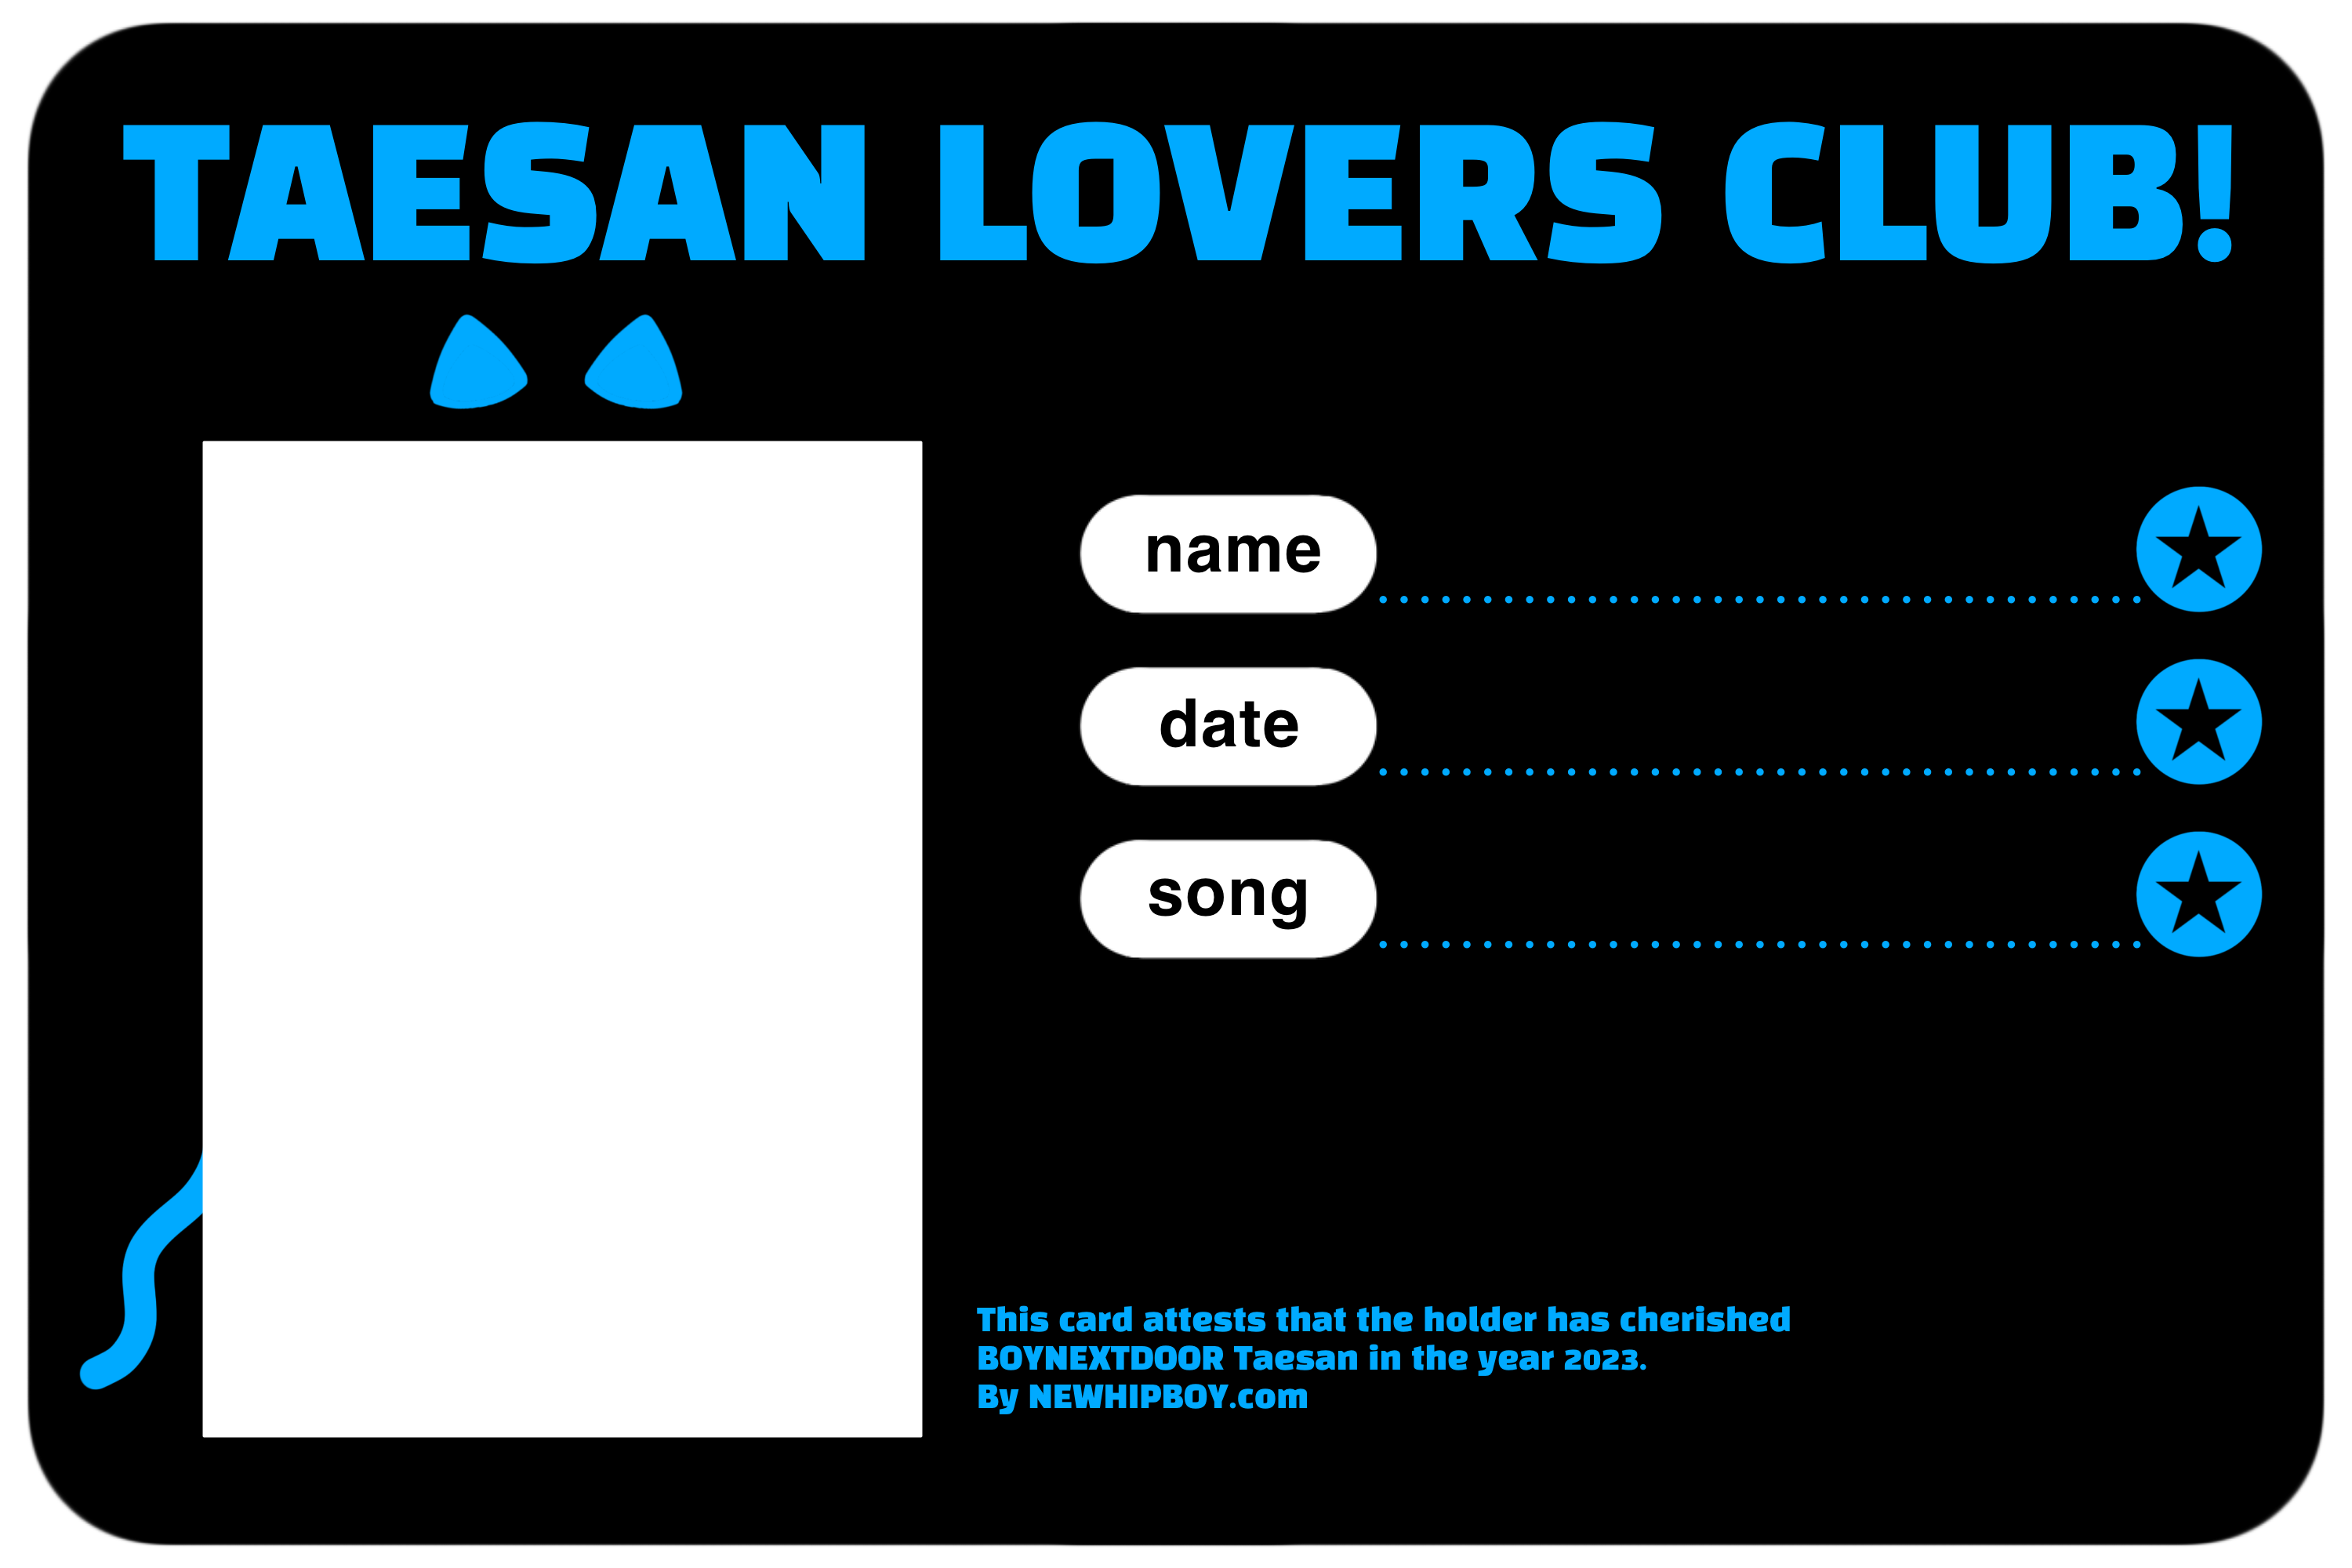 TAESAN LOVERS CLUB!
name
date
song
This card attests that the holder has cherished
BOYNEXTDOOR Taesan in the year 2023.
By NEWHIPBOY.com